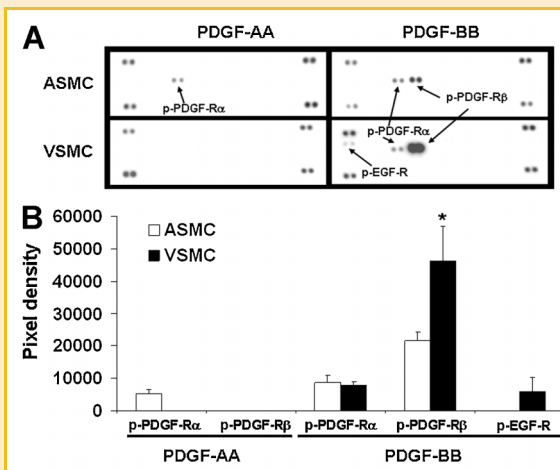 A
PDGF-AA PDGF-BB
ASMC
p-PDGF-Rα
p-PDGF-Rβ
p-PDGF-Rα
VSMC
p-EGF-R
B
60000
50000
40000
30000
20000
10000
0
Pixel density
ASMC
VSMC
*
p-PDGF-Rα p-PDGF-Rβ p-PDGF-Rα p-PDGF-Rβ p-EGF-R
PDGF-AA PDGF-BB